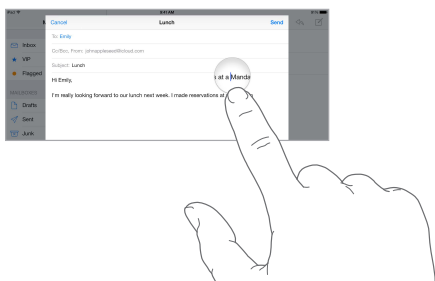 iPad 9:41 AM
Cancel Lunch Send
To: Emily
Inbox
Cc/Bcc, From: johnappleseed@icloud.com
VIP
Subject: Lunch
Flagged
Hi Emily,
at a Manda
MAILBOXES
I'm really looking forward to our lunch next week. I made reservations at
Drafts
Sent
Junk